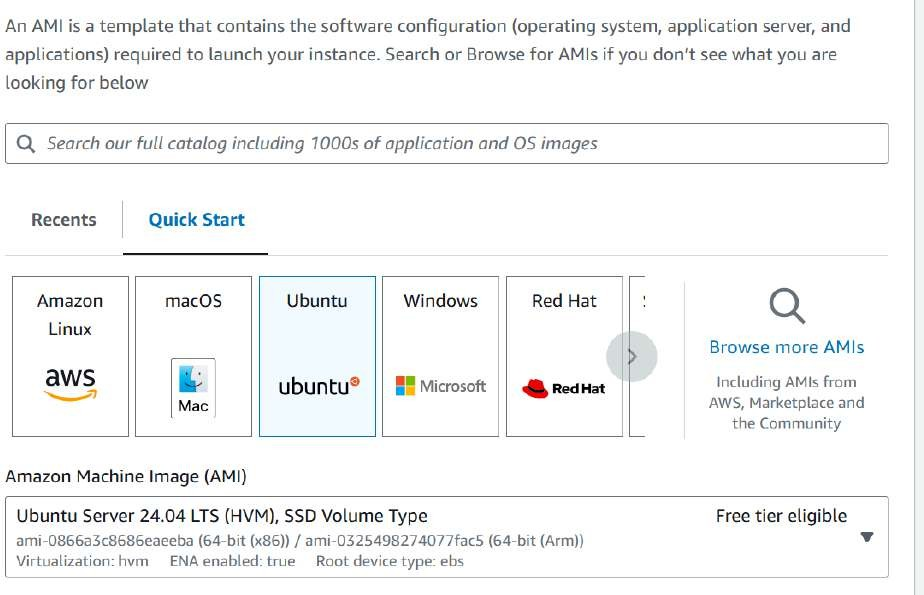 An AMI is a template that contains the software configuration (operating system, application server, and
applications) required to launch your instance. Search or Browse for AMIs if you don't see what you are
looking for below
Search our full catalog including 1000s of application and OS images
Recents
Quick Start
Amazon
Linux
aws
macOS
Mac
Ubuntu
ubuntu
Windows
Microsoft
Red Hat
Red Hat
Browse more AMIs
Including AMIs from
AWS, Marketplace and
the Community
Amazon Machine Image (AMI)
Ubuntu Server 24.04 LTS (HVM), SSD Volume Type
Free tier eligible
ami-0866a3c8686eaeeba (64-bit (x86)) / ami-0325498274077fac5 (64-bit (Arm))
Virtualization: hvm ENA enabled: true Root device type: ebs